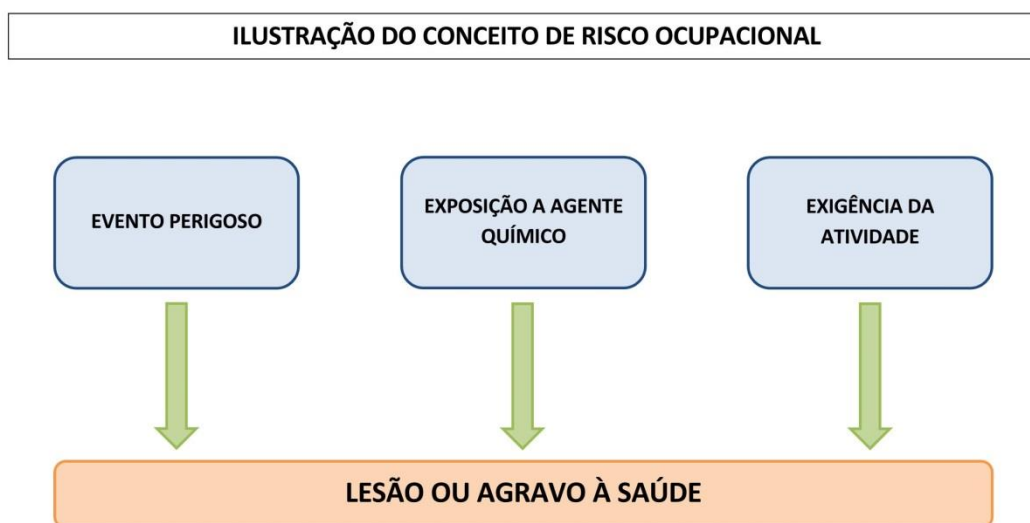 ILUSTRAÇÃO DO CONCEITO DE RISCO OCUPACIONAL
EVENTO PERIGOSO
EXPOSIÇÃO A AGENTE
QUÍMICO
EXIGÊNCIA DA
ATIVIDADE
LESÃO OU AGRAVO À SAÚDE